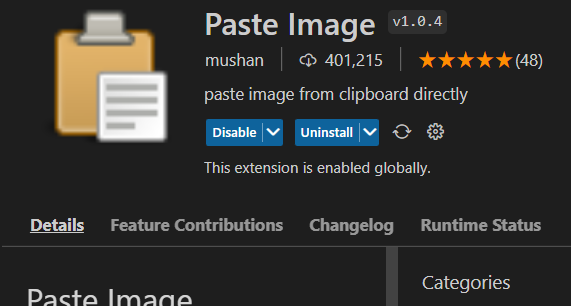 Paste Image v1.0.4
mushan 401,215 (48)
paste image from clipboard directly
Disable Uninstall
This extension is enabled globally.
Details Feature Contributions Changelog Runtime Status
Paste Image
Categories